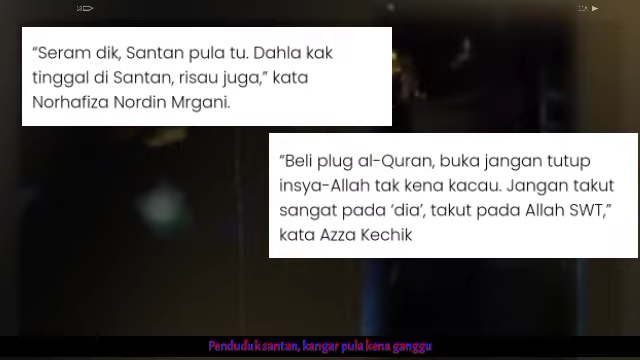 “Seram dik, Santan pula tu. Dahla kak
tinggal di Santan, risau juga,” kata
Norhafiza Nordin Mrgani.
“Beli plug al-Quran, buka jangan tutup
insya-Allah tak kena kacau. Jangan takut
sangat pada ‘dia’, takut pada Allah SWT,”
kata Azza Kechik
Penduduk santan, kangar pula kena ganggu